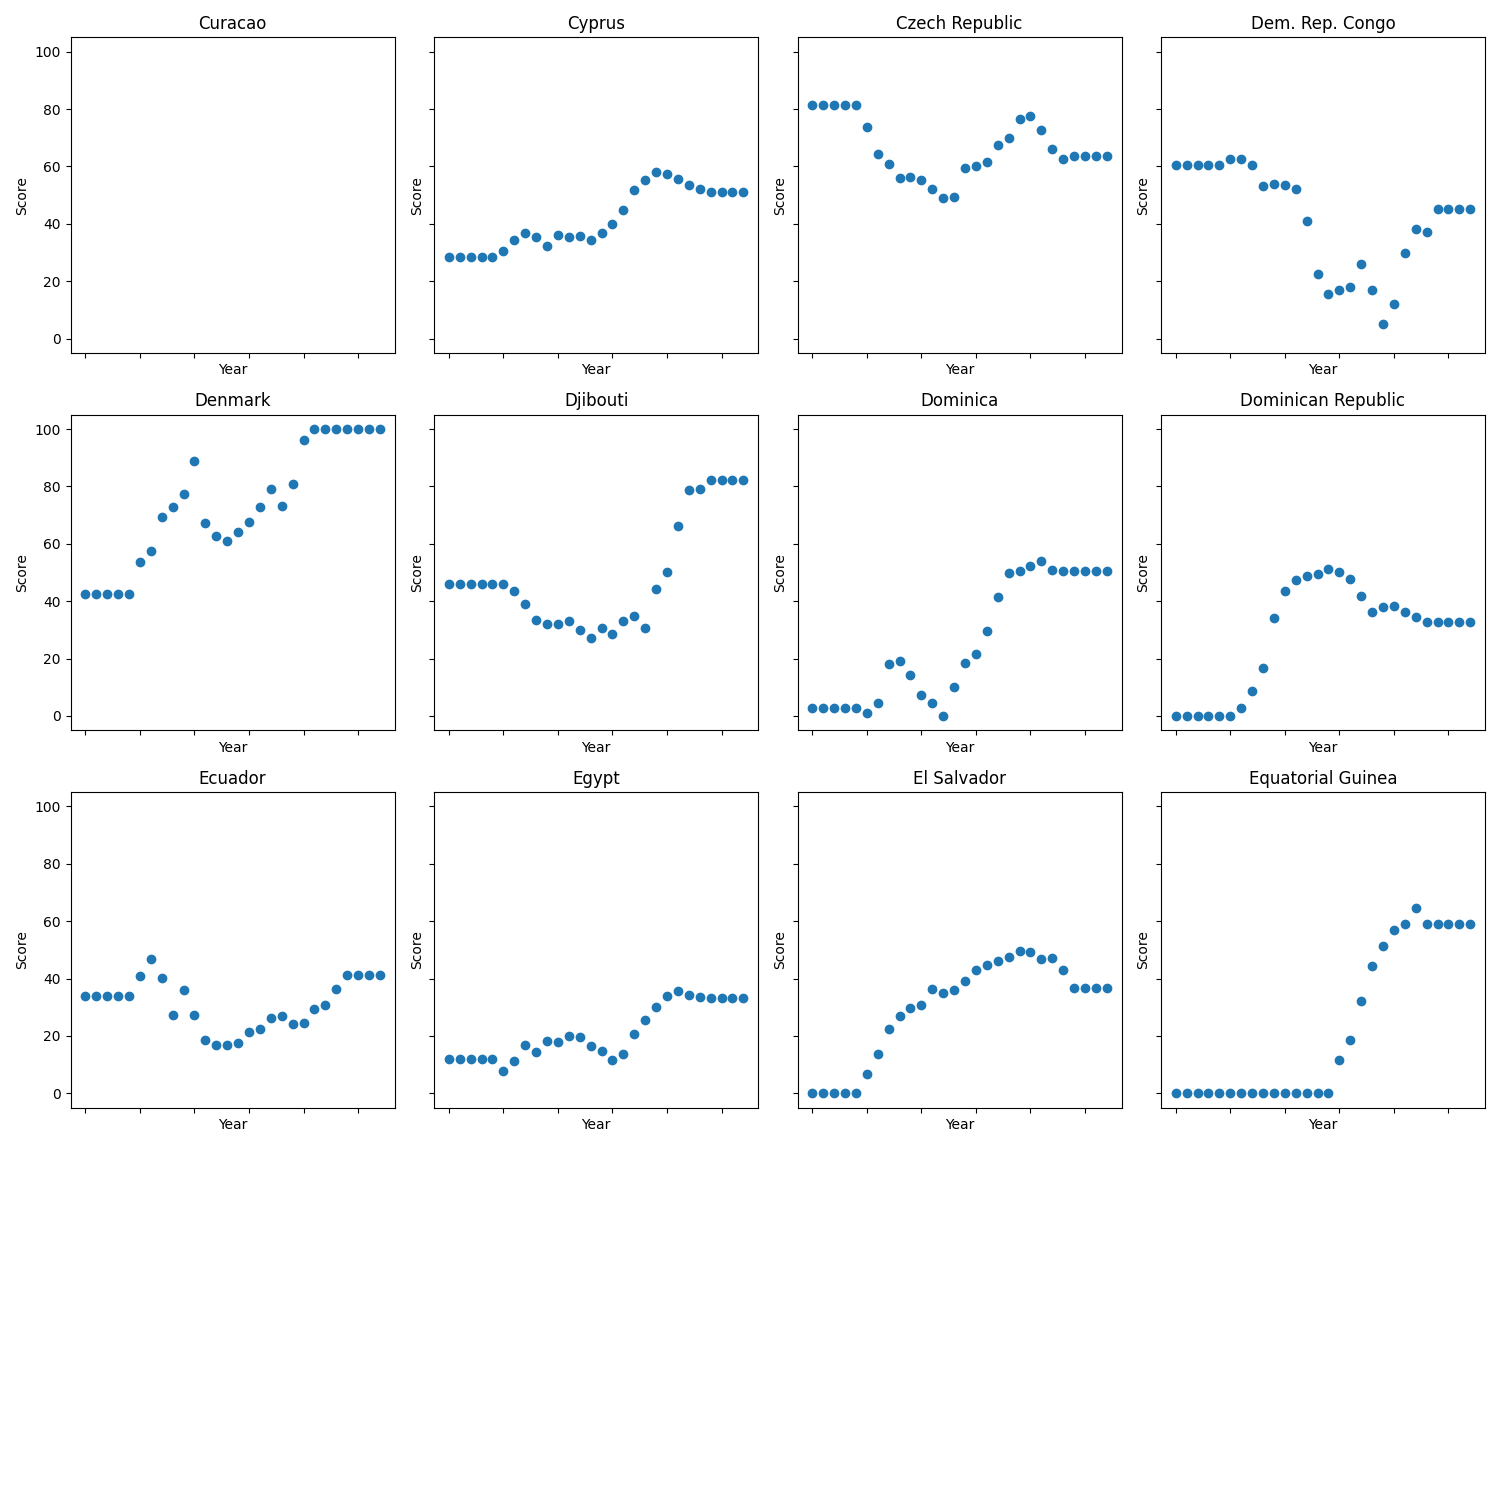 Curacao Cyprus Czech Republic Dem. Rep. Congo
100
80
60
40
20
0
Score Score Score Score
Year Year Year Year
Denmark Djibouti Dominica Dominican Republic
100
80
60
40
20
0
Score Score Score Score
Year Year Year Year
Ecuador Egypt El Salvador Equatorial Guinea
100
80
60
40
20
0
Score Score Score Score
Year Year Year Year